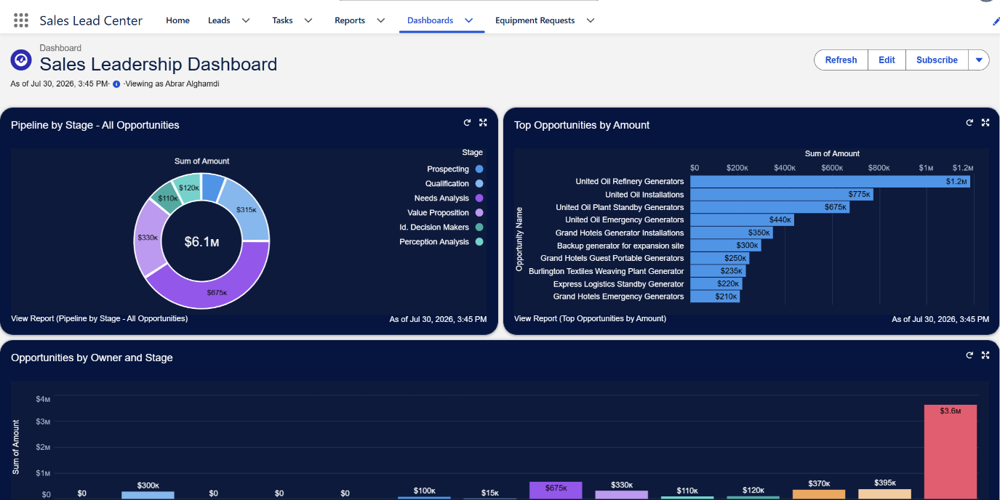 Sales Lead Center
Home
Leads
Tasks
Reports
Dashboards
Equipment Requests
Dashboard
Sales Leadership Dashboard
As of Jul 30, 2026, 3:45 PM· ·Viewing as Abrar Alghamdi
Refresh
Edit
Subscribe
Pipeline by Stage - All Opportunities
Sum of Amount
Stage
Prospecting
Qualification
Needs Analysis
Value Proposition
Id. Decision Makers
Perception Analysis
$120K
$110K
$315K
$330K
$6.1M
$675K
View Report (Pipeline by Stage - All Opportunities)
As of Jul 30, 2026, 3:45 PM
Top Opportunities by Amount
Sum of Amount
$0 $200K $400K $600K $800K $1M $1.2M
Opportunity Name
United Oil Refinery Generators $1.2M
United Oil Installations $775K
United Oil Plant Standby Generators $675K
United Oil Emergency Generators $440K
Grand Hotels Generator Installations $350K
Backup generator for expansion site $300K
Grand Hotels Guest Portable Generators $250K
Burlington Textiles Weaving Plant Generator $235K
Express Logistics Standby Generator $220K
Grand Hotels Emergency Generators $210K
View Report (Top Opportunities by Amount)
As of Jul 30, 2026, 3:45 PM
Opportunities by Owner and Stage
Sum of Amount
$4M
$3M
$2M
$1M
$0
$0 $300K $0 $0 $0 $100K $15K $675K $330K $110K $120K $370K $395K $3.6M